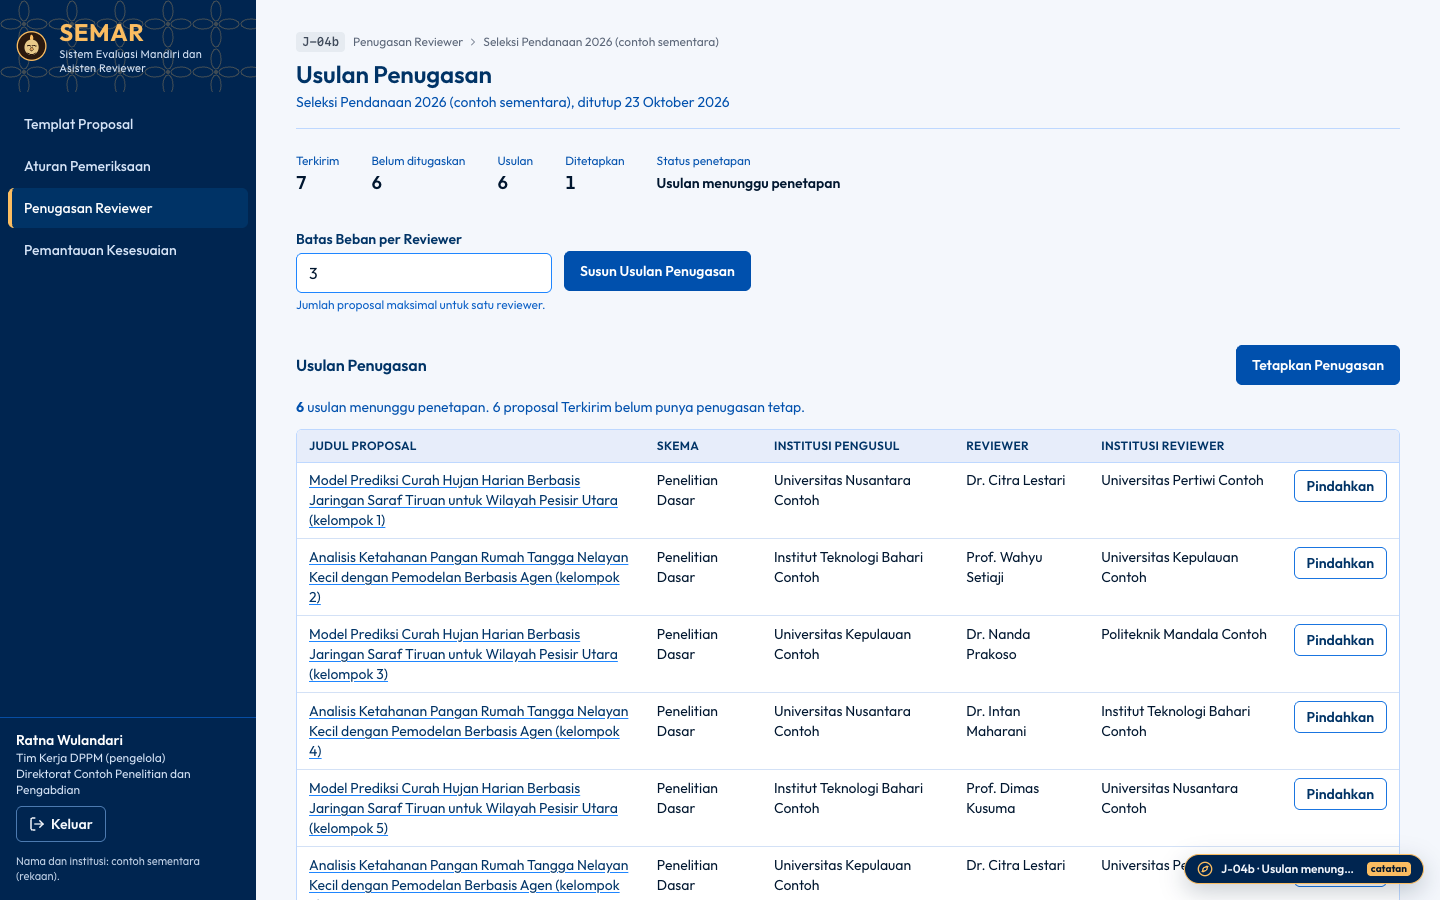 SEMAR
Sistem Evaluasi Mandiri dan
Asisten Reviewer
Templat Proposal
Aturan Pemeriksaan
Penugasan Reviewer
Pemantauan Kesesuaian
Ratna Wulandari
Tim Kerja DPPM (pengelola)
Direktorat Contoh Penelitian dan
Pengabdian
Keluar
Nama dan institusi: contoh sementara
(rekaan).
J-04b Penugasan Reviewer > Seleksi Pendanaan 2026 (contoh sementara)
Usulan Penugasan
Seleksi Pendanaan 2026 (contoh sementara), ditutup 23 Oktober 2026
Terkirim Belum ditugaskan Usulan Ditetapkan Status penetapan
7 6 6 1 Usulan menunggu penetapan
Batas Beban per Reviewer
3 Susun Usulan Penugasan
Jumlah proposal maksimal untuk satu reviewer.
Usulan Penugasan Tetapkan Penugasan
6 usulan menunggu penetapan. 6 proposal Terkirim belum punya penugasan tetap.
JUDUL PROPOSAL SKEMA INSTITUSI PENGUSUL REVIEWER INSTITUSI REVIEWER
Model Prediksi Curah Hujan Harian Berbasis Penelitian Universitas Nusantara Dr. Citra Lestari Universitas Pertiwi Contoh Pindahkan
Jaringan Saraf Tiruan untuk Wilayah Pesisir Utara Dasar Contoh
(kelompok 1)
Analisis Ketahanan Pangan Rumah Tangga Nelayan Penelitian Institut Teknologi Bahari Prof. Wahyu Universitas Kepulauan Pindahkan
Kecil dengan Pemodelan Berbasis Agen (kelompok Dasar Contoh Setiaji Contoh
2)
Model Prediksi Curah Hujan Harian Berbasis Penelitian Universitas Kepulauan Dr. Nanda Politeknik Mandala Contoh Pindahkan
Jaringan Saraf Tiruan untuk Wilayah Pesisir Utara Dasar Contoh Prakoso
(kelompok 3)
Analisis Ketahanan Pangan Rumah Tangga Nelayan Penelitian Universitas Nusantara Dr. Intan Institut Teknologi Bahari Pindahkan
Kecil dengan Pemodelan Berbasis Agen (kelompok Dasar Contoh Maharani Contoh
4)
Model Prediksi Curah Hujan Harian Berbasis Penelitian Institut Teknologi Bahari Prof. Dimas Universitas Nusantara Pindahkan
Jaringan Saraf Tiruan untuk Wilayah Pesisir Utara Dasar Contoh Kusuma Contoh
(kelompok 5)
Analisis Ketahanan Pangan Rumah Tangga Nelayan Penelitian Universitas Kepulauan Dr. Citra Lestari Universitas
Kecil dengan Pemodelan Berbasis Agen (kelompok Dasar Contoh
J-04b · Usulan menung... catatan